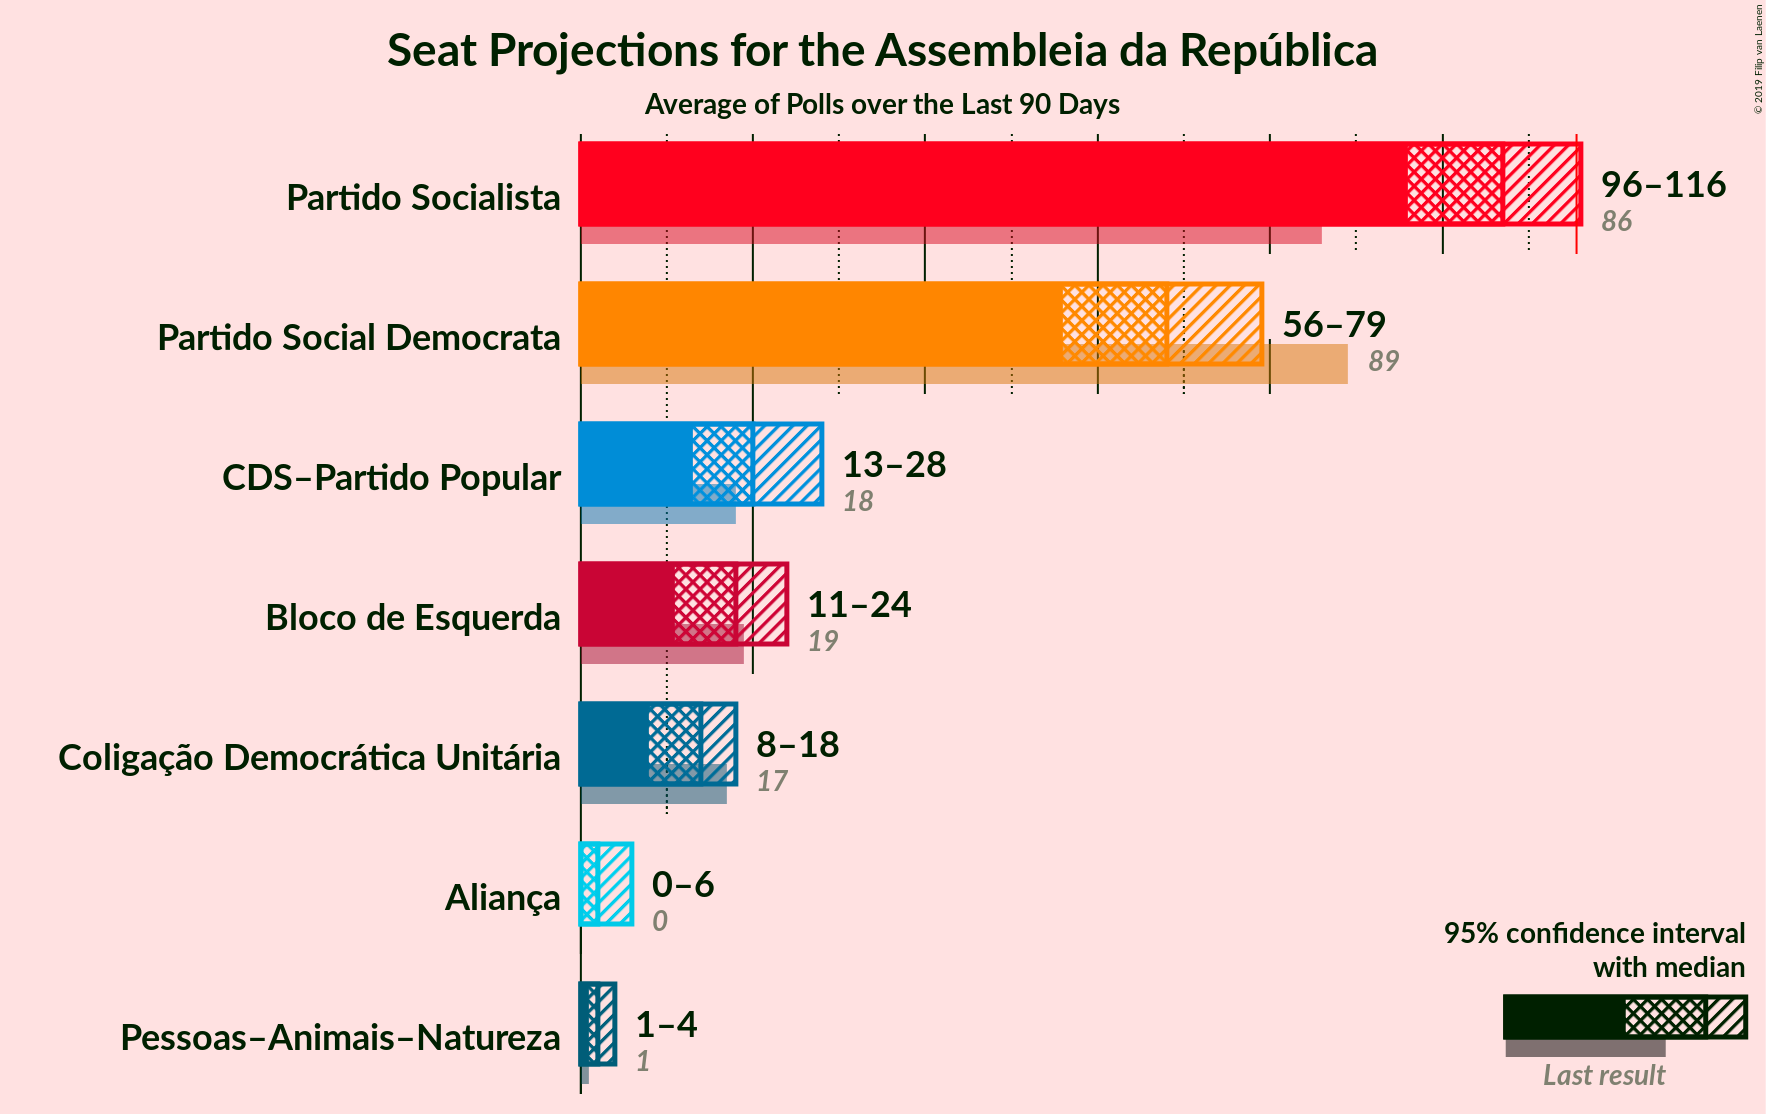 Seat Projections for the Assembleia da República
Average of Polls over the Last 90 Days
© 2019 Filip van Laenen
Partido Socialista
96–116
86
Partido Social Democrata
56–79
89
CDS–Partido Popular
13–28
18
Bloco de Esquerda
11–24
19
Coligação Democrática Unitária
8–18
17
Aliança
0–6
0
Pessoas–Animais–Natureza
1–4
1
95% confidence interval
with median
Last result